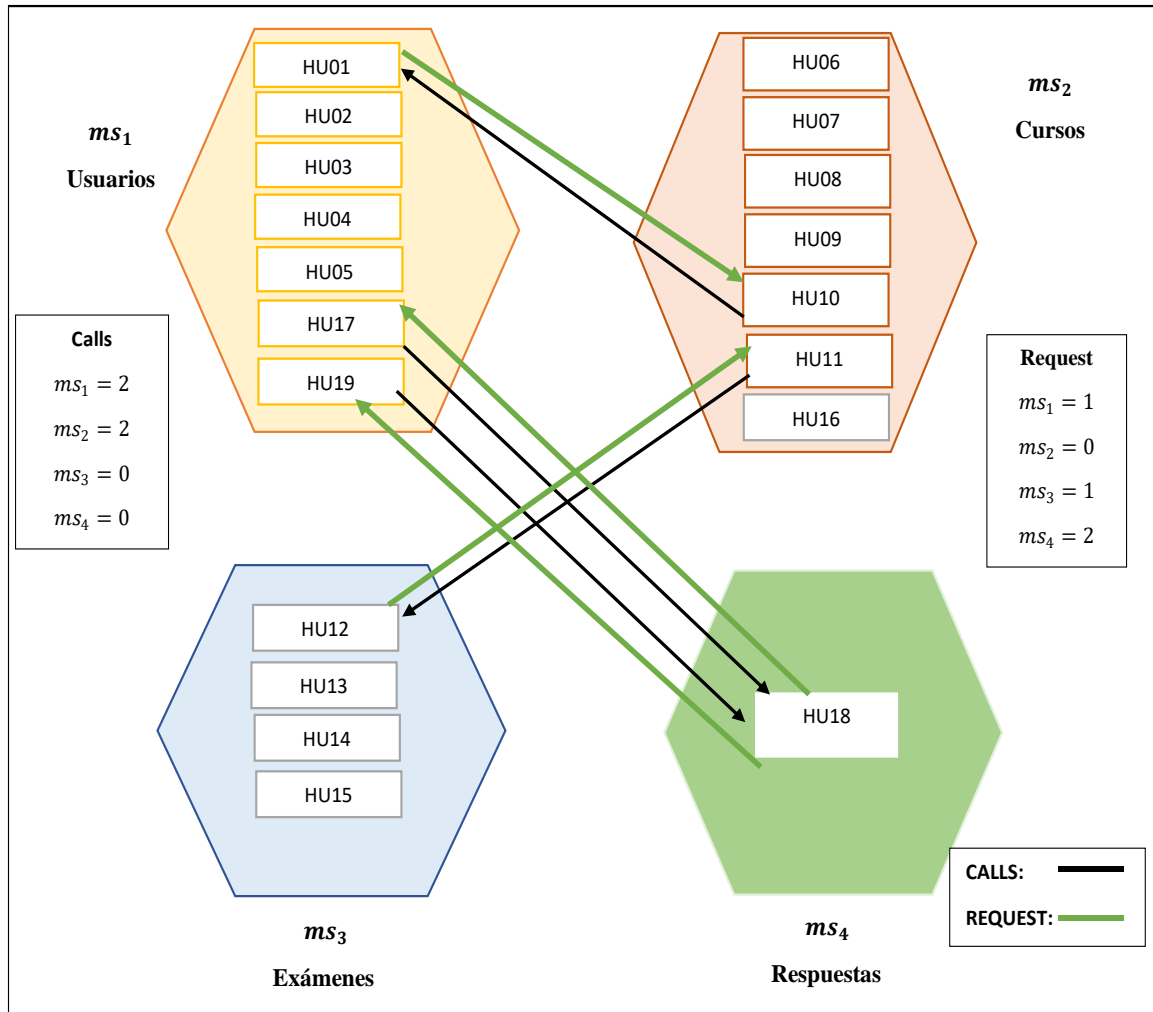 HU01
HU02
HU03
HU04
HU05
HU17
HU19
ms₁
Usuarios
HU06
HU07
HU08
HU09
HU10
HU11
HU16
ms₂
Cursos
Calls
ms₁ = 2
ms₂ = 2
ms₃ = 0
ms₄ = 0
Request
ms₁ = 1
ms₂ = 0
ms₃ = 1
ms₄ = 2
HU12
HU13
HU14
HU15
ms₃
Exámenes
HU18
ms₄
Respuestas
CALLS:
REQUEST: